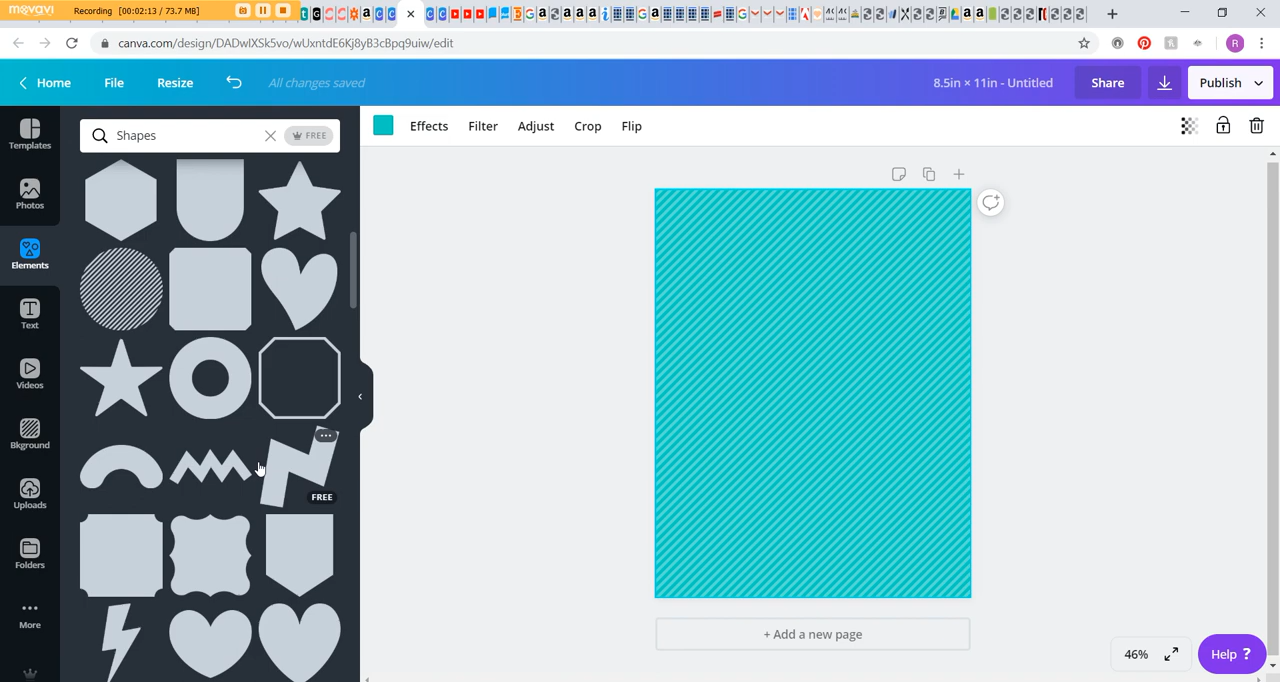 movavi Recording [00:02:13 / 73.7 MB]
canva.com/design/DADwlXSk5vo/wUxntdE6Kj8yB3cBpq9uiw/edit
R
Home File Resize All changes saved 8.5in × 11in - Untitled Share Publish
Templates
Photos
Elements
Text
Videos
Bkground
Uploads
Folders
More
Shapes FREE
FREE
Effects Filter Adjust Crop Flip
+ Add a new page
46% Help ?